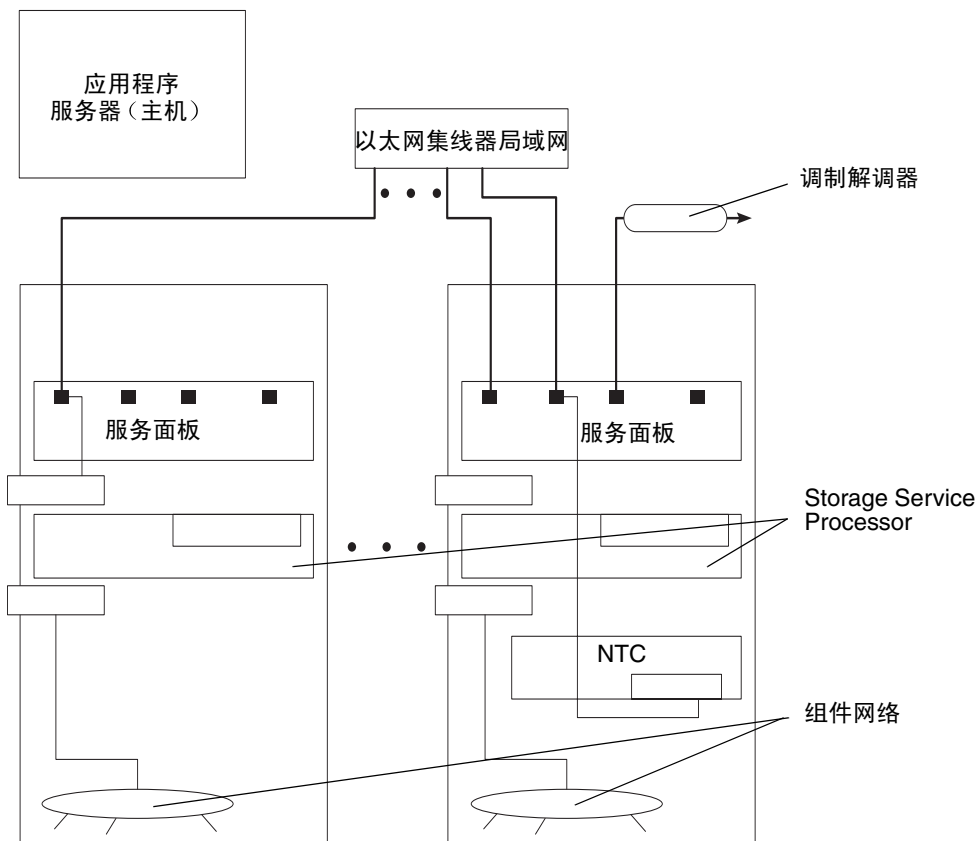 应用程序
服务器（主机）
以太网集线器局域网
调制解调器
服务面板
服务面板
Storage Service
Processor
NTC
组件网络